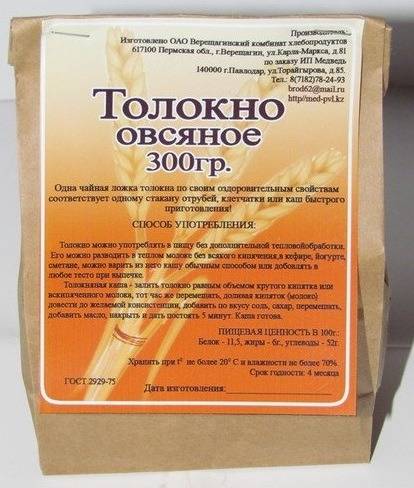 Производитель:
Изготовлено ОАО Верещагинский комбинат хлебопродуктов
617100 Пермская обл., г.Верещагин, ул.Карла-Маркса, д.81
по заказу ИП Медведь
140000 г.Павлодар, ул.Торайгырова, д.85.
Тел.: 8(7182)78-24-93
brod62@mail.ru
http//med-pvl.kz
Толокно
овсяное
300гр.
Одна чайная ложка толокна по своим оздоровительным свойствам
соответствует одному стакану отрубей, клетчатки или каш быстрого
приготовления!
СПОСОБ УПОТРЕБЛЕНИЯ:
Толокно можно употреблять в пищу без дополнительной тепловойобработки.
Его можно разводить в теплом молоке без всякого кипячения,в кефире, йогурте,
сметане, можно варить из него кашу обычным способом или добавлять в
любое тесто при выпечке.
Толокняная каша - залить толокно равным объемом крутого кипятка или
вскипяченного молока, тот час же перемешать, доливая кипяток (молоко)
довести до желаемой консистенции, добавить по вкусу соль, сахар, перемешать,
добавить масло, накрыть и дать постоять 5 минут. Каша готова.
ПИЩЕВАЯ ЦЕННОСТЬ В 100г.:
Белок - 11,5, жиры - 6г., углеводы - 52г.
Хранить при t° не более 20° С и влажности не более 70%.
Срок годности: 4 месяца
ГОСТ 2929-75
Дата изготовления: